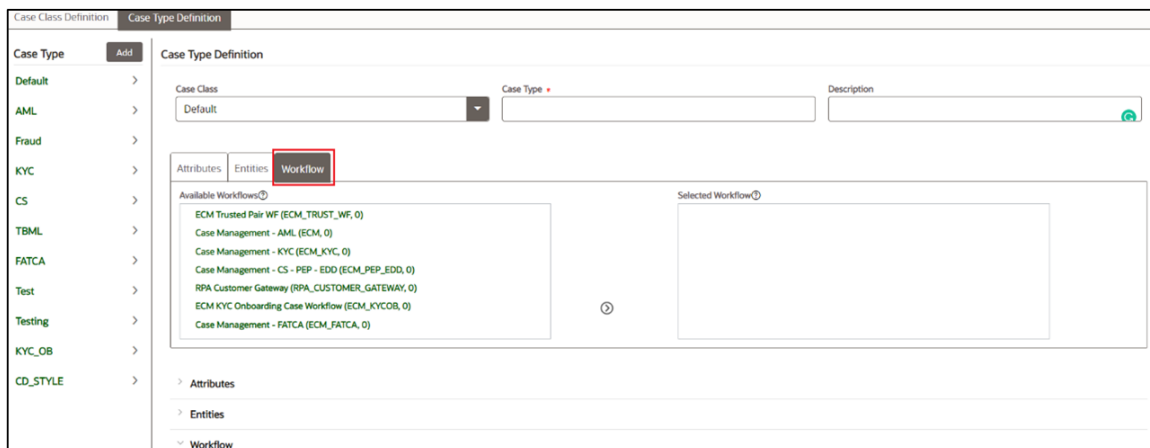 Case Class Definition Case Type Definition
Case Type Add
Default
AML
Fraud
KYC
CS
TBML
FATCA
Test
Testing
KYC_OB
CD_STYLE
Case Type Definition
Case Class Case Type * Description
Default
Attributes Entities Workflow
Available Workflows Selected Workflow
ECM Trusted Pair WF (ECM_TRUST_WF, 0)
Case Management - AML (ECM, 0)
Case Management - KYC (ECM_KYC, 0)
Case Management - CS - PEP - EDD (ECM_PEP_EDD, 0)
RPA Customer Gateway (RPA_CUSTOMER_GATEWAY, 0)
ECM KYC Onboarding Case Workflow (ECM_KYCOB, 0)
Case Management - FATCA (ECM_FATCA, 0)
Attributes
Entities
Workflow